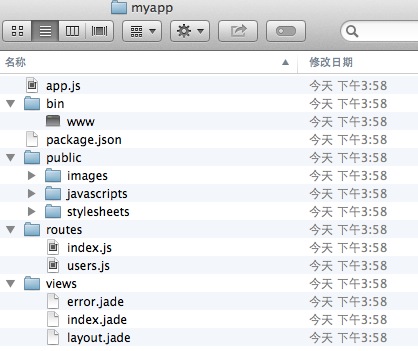 myapp
名称 修改日期
app.js 今天 下午3:58
bin 今天 下午3:58
www 今天 下午3:58
package.json 今天 下午3:58
public 今天 下午3:58
images 今天 下午3:58
javascripts 今天 下午3:58
stylesheets 今天 下午3:58
routes 今天 下午3:58
index.js 今天 下午3:58
users.js 今天 下午3:58
views 今天 下午3:58
error.jade 今天 下午3:58
index.jade 今天 下午3:58
layout.jade 今天 下午3:58